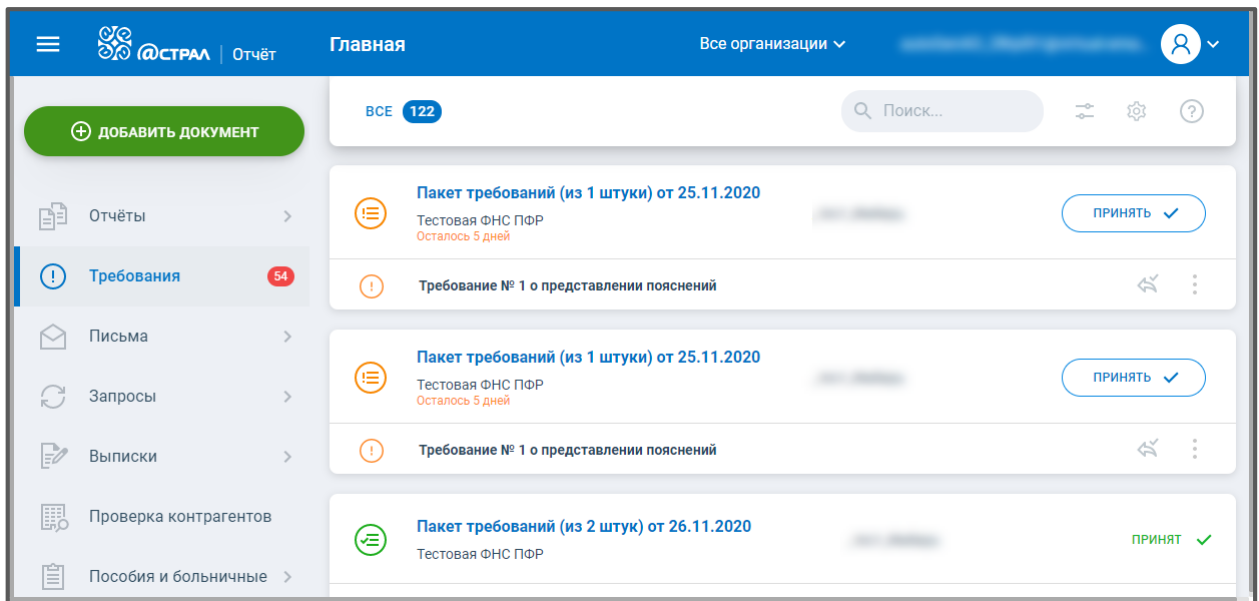 @СТРАЛ | Отчёт
Главная
Все организации
ДОБАВИТЬ ДОКУМЕНТ
Отчёты
Требования 54
Письма
Запросы
Выписки
Проверка контрагентов
Пособия и больничные
ВСЕ 122
Поиск...
Пакет требований (из 1 штуки) от 25.11.2020
Тестовая ФНС ПФР
Осталось 5 дней
ПРИНЯТЬ
Требование № 1 о представлении пояснений
Пакет требований (из 1 штуки) от 25.11.2020
Тестовая ФНС ПФР
Осталось 5 дней
ПРИНЯТЬ
Требование № 1 о представлении пояснений
Пакет требований (из 2 штук) от 26.11.2020
Тестовая ФНС ПФР
ПРИНЯТ